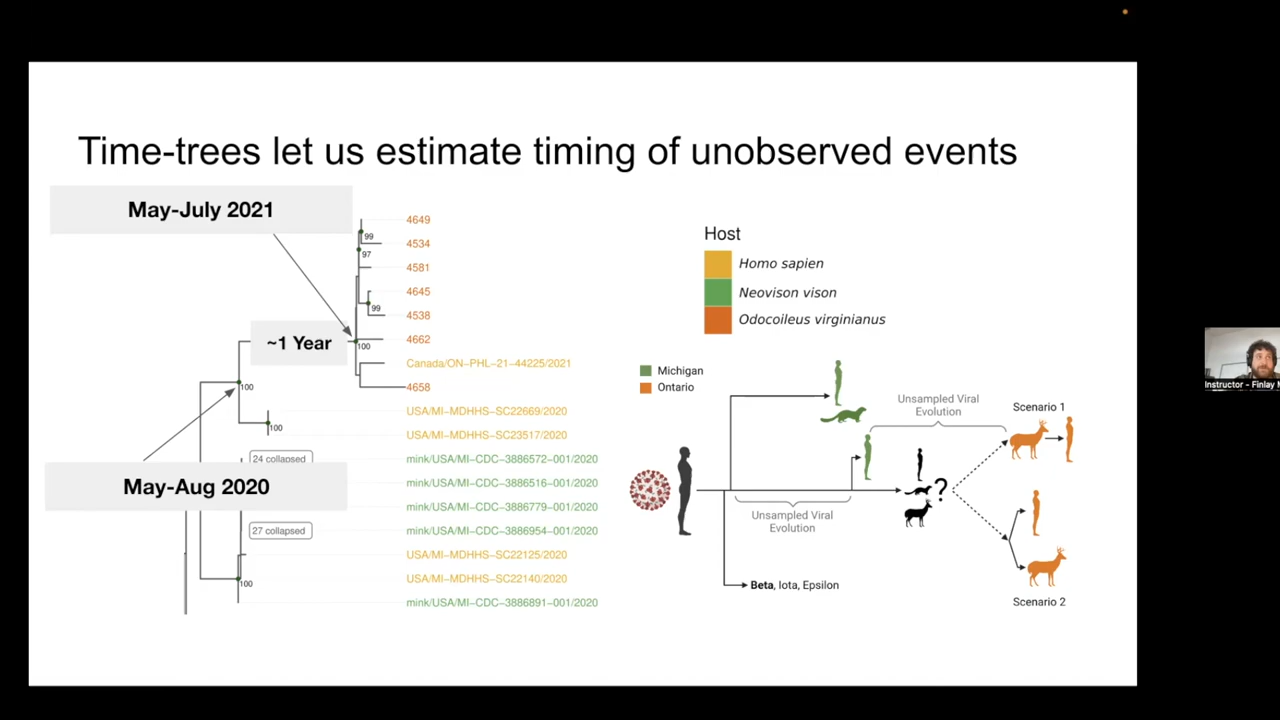 Time-trees let us estimate timing of unobserved events
May-July 2021
~1 Year
May-Aug 2020
4649
99
4534
97
4581
4645
99
4538
4662
100
Canada/ON−PHL−21−44225/2021
4658
100
USA/MI−MDHHS−SC22669/2020
100
USA/MI−MDHHS−SC23517/2020
24 collapsed
mink/USA/MI−CDC−3886572−001/2020
mink/USA/MI−CDC−3886516−001/2020
mink/USA/MI−CDC−3886779−001/2020
27 collapsed
mink/USA/MI−CDC−3886954−001/2020
USA/MI−MDHHS−SC22125/2020
USA/MI−MDHHS−SC22140/2020
100
mink/USA/MI−CDC−3886891−001/2020
Host
Homo sapien
Neovison vison
Odocoileus virginianus
Michigan
Ontario
Unsampled Viral
Evolution
Unsampled Viral
Evolution
?
Scenario 1
Scenario 2
Beta, Iota, Epsilon
Instructor - Finlay M